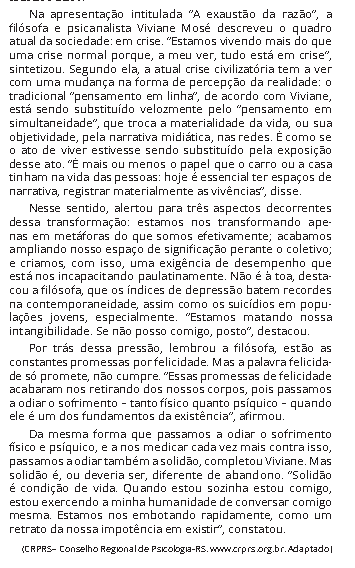 Na apresentação intitulada “A exaustão da razão”, a
filósofa e psicanalista Viviane Mosé descreveu o quadro
atual da sociedade: em crise. “Estamos vivendo mais do que
uma crise normal porque, a meu ver, tudo está em crise”,
sintetizou. Segundo ela, a atual crise civilizatória tem a ver
com uma mudança na forma de percepção da realidade: o
tradicional “pensamento em linha”, de acordo com Viviane,
está sendo substituído velozmente pelo “pensamento em
simultaneidade”, que troca a materialidade da vida, ou sua
objetividade, pela narrativa midiática, nas redes. É como se
o ato de viver estivesse sendo substituído pela exposição
desse ato. “É mais ou menos o papel que o carro ou a casa
tinham na vida das pessoas: hoje é essencial ter espaços de
narrativa, registrar materialmente as vivências”, disse.
Nesse sentido, alertou para três aspectos decorrentes
dessa transformação: estamos nos transformando ape-
nas em metáforas do que somos efetivamente; acabamos
ampliando nosso espaço de significação perante o coletivo;
e criamos, com isso, uma exigência de desempenho que
está nos incapacitando paulatinamente. Não é à toa, desta-
cou a filósofa, que os índices de depressão batem recordes
na contemporaneidade, assim como os suicídios em popu-
lações jovens, especialmente. “Estamos matando nossa
intangibilidade. Se não posso comigo, posto”, destacou.
Por trás dessa pressão, lembrou a filósofa, estão as
constantes promessas por felicidade. Mas a palavra felicida-
de só promete, não cumpre. “Essas promessas de felicidade
acabaram nos retirando dos nossos corpos, pois passamos
a odiar o sofrimento – tanto físico quanto psíquico – quando
ele é um dos fundamentos da existência”, afirmou.
Da mesma forma que passamos a odiar o sofrimento
físico e psíquico, e a nos medicar cada vez mais contra isso,
passamos a odiar também a solidão, completou Viviane. Mas
solidão é, ou deveria ser, diferente de abandono. “Solidão
é condição de vida. Quando estou sozinha estou comigo,
estou exercendo a minha humanidade de conversar comigo
mesma. Estamos nos embotando rapidamente, como um
retrato da nossa impotência em existir”, constatou.
(CRPRS– Conselho Regional de Psicologia-RS. www.crprs.org.br. Adaptado)